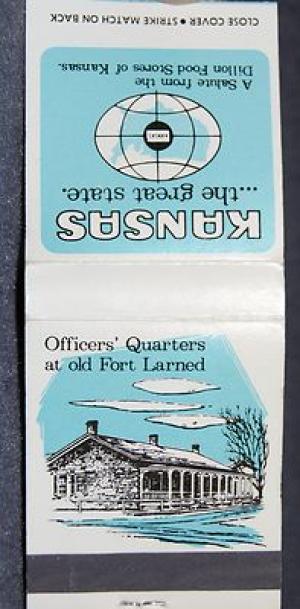 CLOSE COVER • STRIKE MATCH ON BACK
KANSAS
...the great state.
A Salute from the
Dillon Food Stores of Kansas.
Officers' Quarters
at old Fort Larned